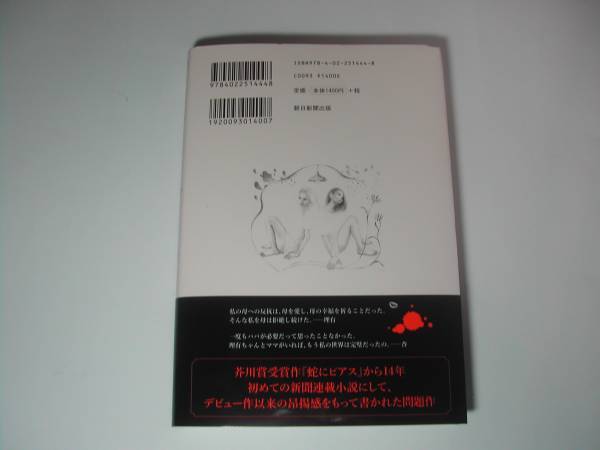 ISBN978-4-02-251444-8
C0093 ¥1400E
定価 : 本体1400円 +税
朝日新聞出版
9784022514448
1920093014007
私の母への反抗は、母を愛し、母の幸福を祈ることだった。
そんな私を母は拒絶し続けた。──理有
一度もパパが必要だって思ったことなかった。
理有ちゃんとママがいれば、もう私の世界は完璧だったの。──杏
芥川賞受賞作『蛇にピアス』から14年
初めての新聞連載小説にして、
デビュー作以来の昂揚感をもって書かれた問題作